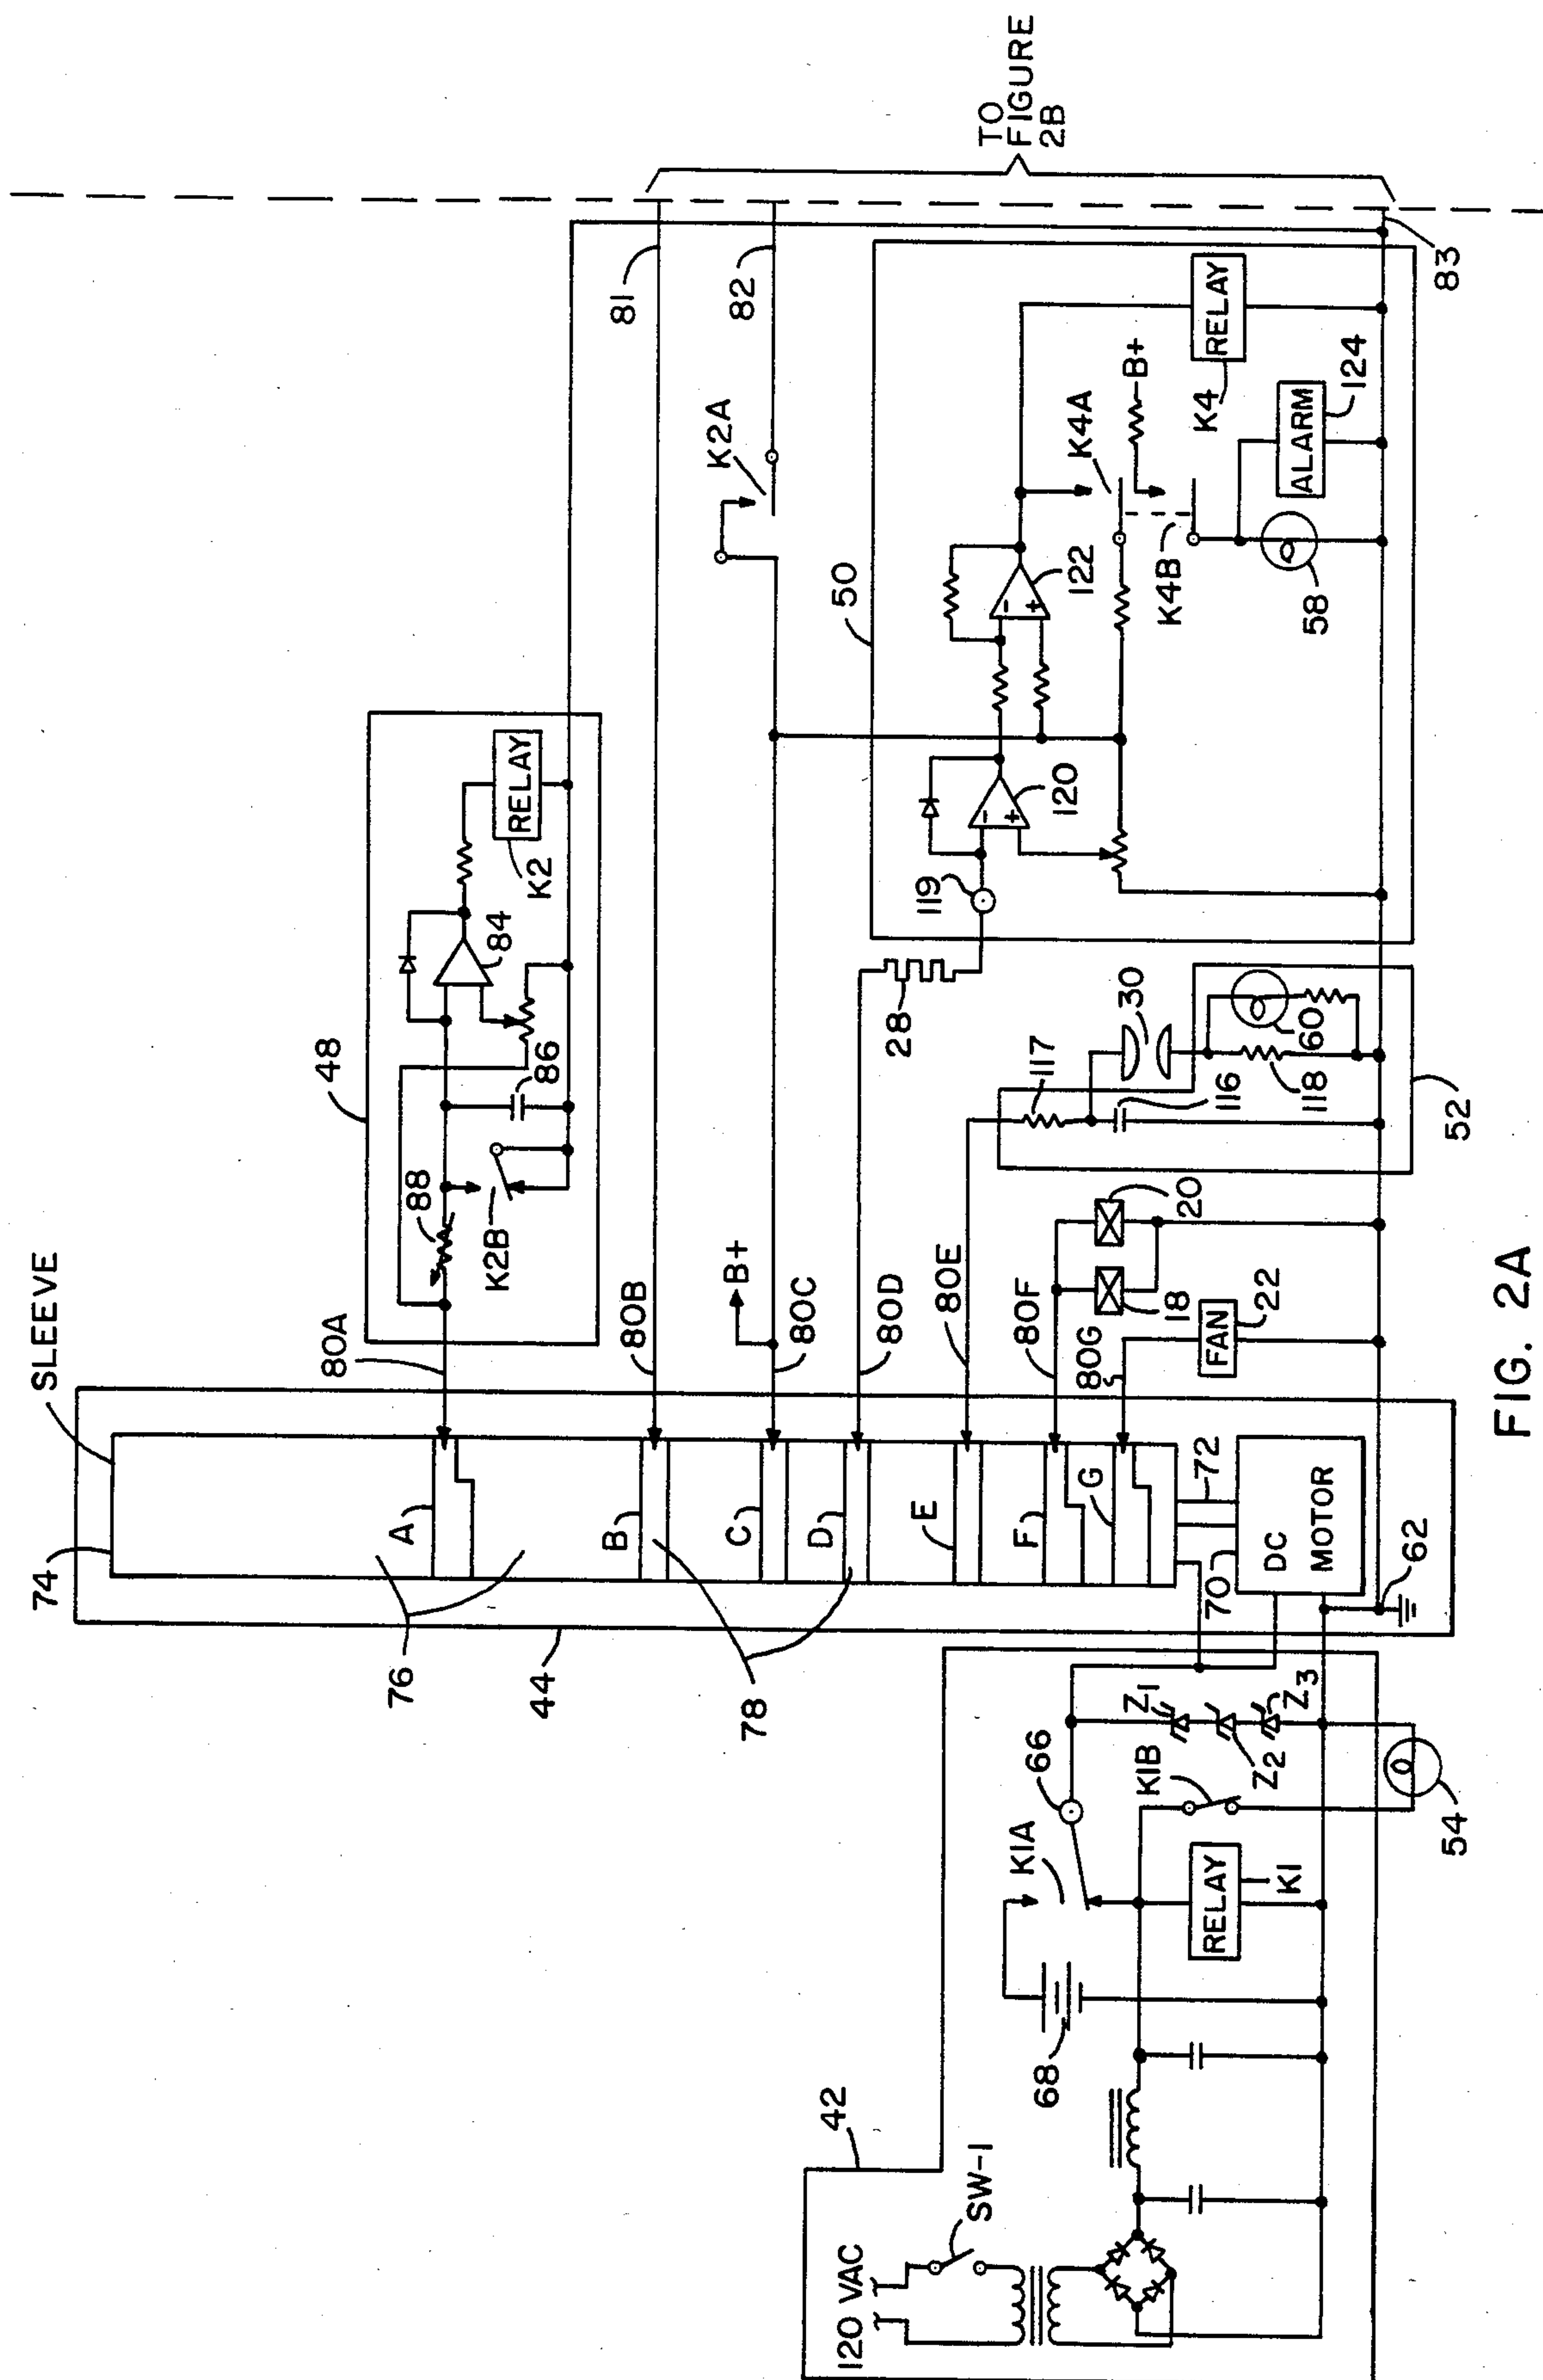 SLEEVE
74
76
44
78
A
B
C
D
E
F
G
DC
MOTOR
70
72
62
80A
80B
80C
80D
80E
80F
80G
B+
48
88
K2B
86
84
K2
RELAY
81
82
K2A
TO
FIGURE
2B
83
50
28
119
120
122
K4A
K4B
B+
K4
RELAY
ALARM
124
58
117
30
116
118
60
52
20
18
FAN
22
42
120 VAC
SW-1
68
K1A
66
K1B
RELAY
K1
Z1
Z2
Z3
54
FIG. 2A